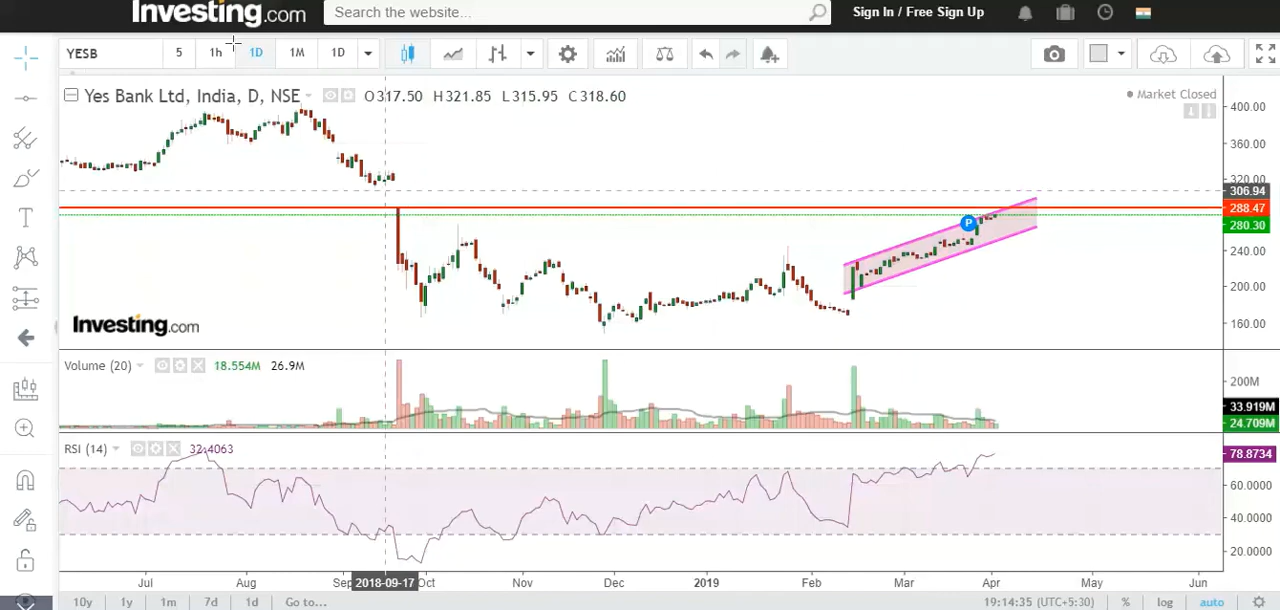 Investing.com
Search the website...
Sign In / Free Sign Up
YESB 5 1h 1D 1M 1D
Yes Bank Ltd, India, D, NSE O317.50 H321.85 L315.95 C318.60
Market Closed
400.00
360.00
320.00
306.94
288.47
280.30
240.00
200.00
160.00
P
Investing.com
Volume (20) 18.554M 26.9M
200M
33.919M
24.709M
RSI (14) 32.4063
78.8734
60.0000
40.0000
20.0000
Jul Aug Sep 2018-09-17 Oct Nov Dec 2019 Feb Mar Apr May Jun
10y 1y 1m 7d 1d Go to... 19:14:35 (UTC+5:30) % log auto